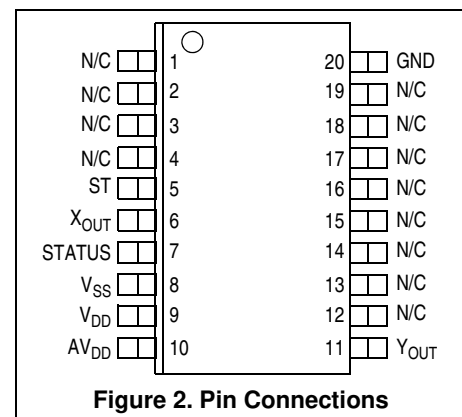 N/C 1 20 GND
N/C 2 19 N/C
N/C 3 18 N/C
N/C 4 17 N/C
ST 5 16 N/C
XOUT 6 15 N/C
STATUS 7 14 N/C
VSS 8 13 N/C
VDD 9 12 N/C
AVDD 10 11 YOUT
Figure 2. Pin Connections